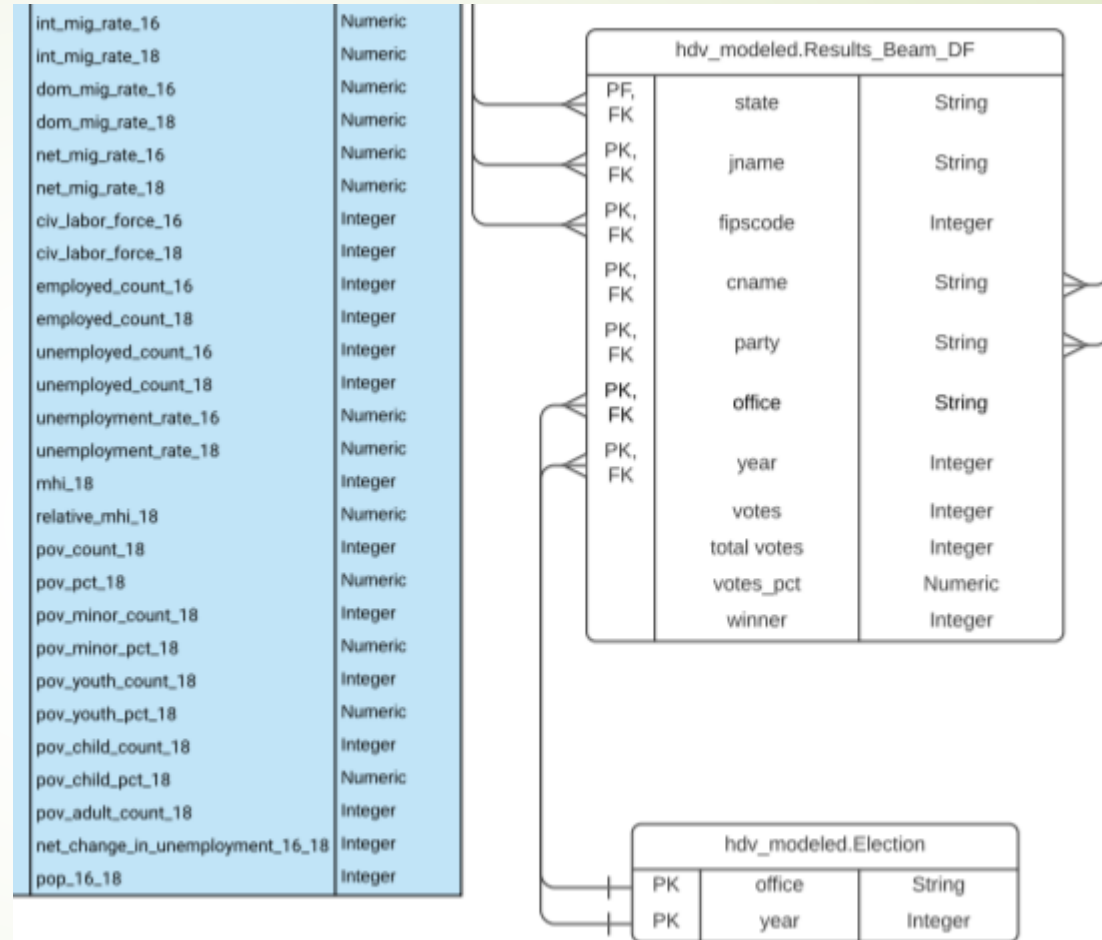 int_mig_rate_16 Numeric
int_mig_rate_18 Numeric
dom_mig_rate_16 Numeric
dom_mig_rate_18 Numeric
net_mig_rate_16 Numeric
net_mig_rate_18 Numeric
civ_labor_force_16 Integer
civ_labor_force_18 Integer
employed_count_16 Integer
employed_count_18 Integer
unemployed_count_16 Integer
unemployed_count_18 Integer
unemployment_rate_16 Numeric
unemployment_rate_18 Numeric
mhi_18 Integer
relative_mhi_18 Numeric
pov_count_18 Integer
pov_pct_18 Numeric
pov_minor_count_18 Integer
pov_minor_pct_18 Numeric
pov_youth_count_18 Integer
pov_youth_pct_18 Numeric
pov_child_count_18 Integer
pov_child_pct_18 Numeric
pov_adult_count_18 Integer
net_change_in_unemployment_16_18 Integer
pop_16_18 Integer
hdv_modeled.Results_Beam_DF
PF, FK state String
PK, FK jname String
PK, FK fipscode Integer
PK, FK cname String
PK, FK party String
PK, FK office String
PK, FK year Integer
votes Integer
total votes Integer
votes_pct Numeric
winner Integer
hdv_modeled.Election
PK office String
PK year Integer